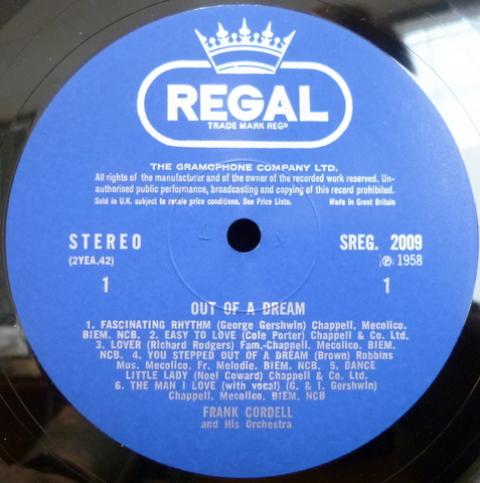 REGAL
TRADE MARK REGD
THE GRAMOPHONE COMPANY LTD.
All rights of the manufacturer and of the owner of the recorded work reserved. Un-
authorised public performance, broadcasting and copying of this record prohibited.
Sold in U.K. subject to resale price conditions. See Price Lists. Made in Great Britain
STEREO SREG. 2009
(2YEA.42) ℗ 1958
1 1
OUT OF A DREAM
1. FASCINATING RHYTHM (George Gershwin) Chappell. Mecolico.
BIEM. NCB. 2. EASY TO LOVE (Cole Porter) Chappell & Co. Ltd.
3. LOVER (Richard Rodgers) Fam.-Chappell. Mecolico. BIEM.
NCB. 4. YOU STEPPED OUT OF A DREAM (Brown) Robbins
Mus. Mecolico. Fr. Melodie. BIEM. NCB. 5. DANCE
LITTLE LADY (Noel Coward) Chappell & Co. Ltd.
6. THE MAN I LOVE (with vocal) (G. & I. Gershwin)
Chappell. Mecolico. BIEM. NCB
FRANK CORDELL
and His Orchestra